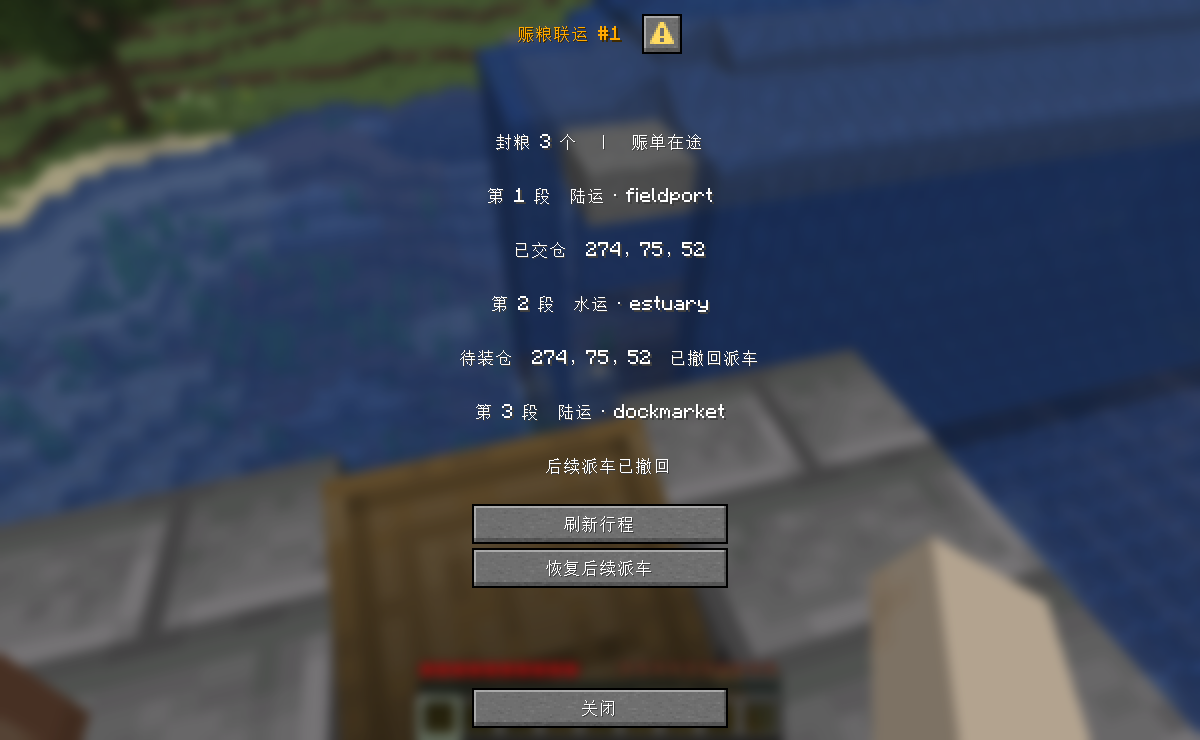 赈粮联运 #1
封粮 3 个 | 赈单在途
第 1 段 陆运 · fieldport
已交仓 274, 75, 52
第 2 段 水运 · estuary
待装仓 274, 75, 52 已撤回派车
第 3 段 陆运 · dockmarket
后续派车已撤回
刷新行程
恢复后续派车
关闭